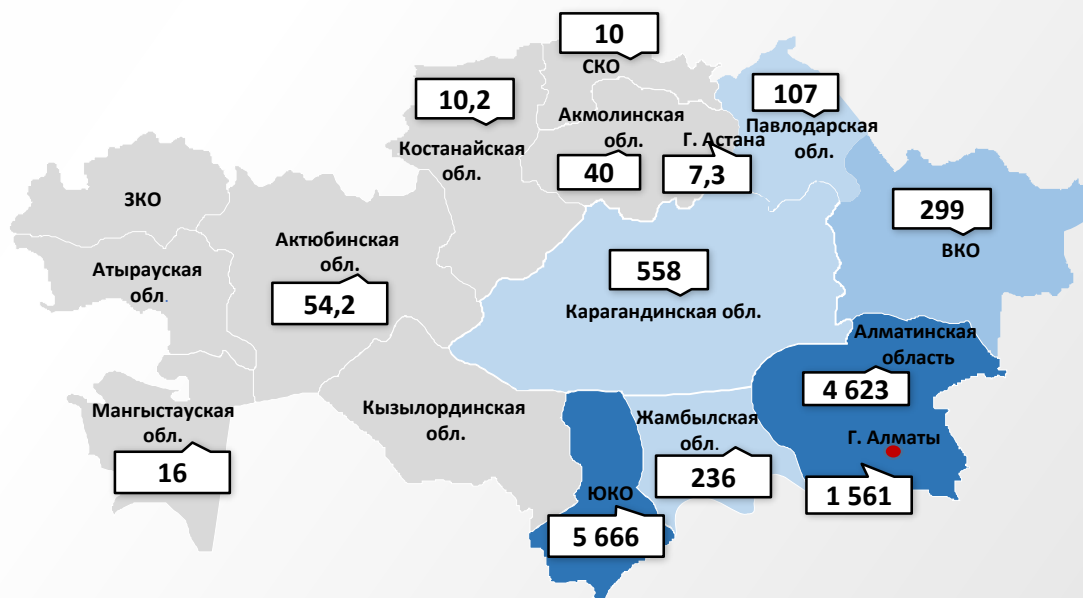 10
СКО
10,2
Костанайская
обл.
Акмолинская
обл.
40
Г. Астана
7,3
107
Павлодарская
обл.
299
ВКО
ЗКО
Атырауская
обл.
Актюбинская
обл.
54,2
558
Карагандинская обл.
Алматинская
область
4 623
Г. Алматы
1 561
Мангыстауская
обл.
16
Кызылординская
обл.
Жамбылская
обл.
236
ЮКО
5 666